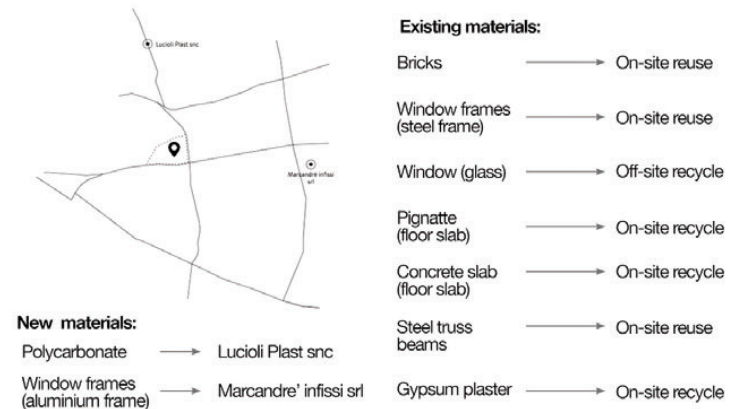 Lucioli Plast snc
Marcandrè infissi
srl
New materials:
Polycarbonate
Lucioli Plast snc
Window frames
(aluminium frame)
Marcandre' infissi srl
Existing materials:
Bricks
On-site reuse
Window frames
(steel frame)
On-site reuse
Window (glass)
Off-site recycle
Pignatte
(floor slab)
On-site recycle
Concrete slab
(floor slab)
On-site recycle
Steel truss
beams
On-site reuse
Gypsum plaster
On-site recycle